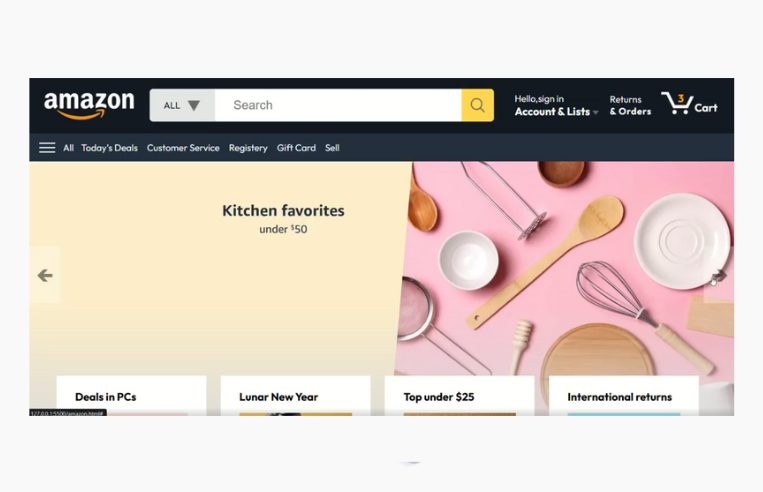 amazon
ALL
Search
Hello,sign in
Account & Lists
Returns
& Orders
3
Cart
All Today's Deals Customer Service Registery Gift Card Sell
Kitchen favorites
under $50
Deals in PCs
Lunar New Year
Top under $25
International returns
127.0.0.1:5500/amazon.html#